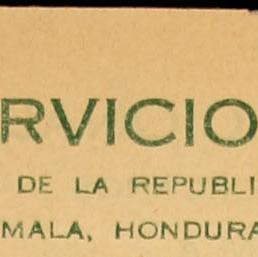 RVICIO
DE LA REPUBLI
MALA, HONDURA